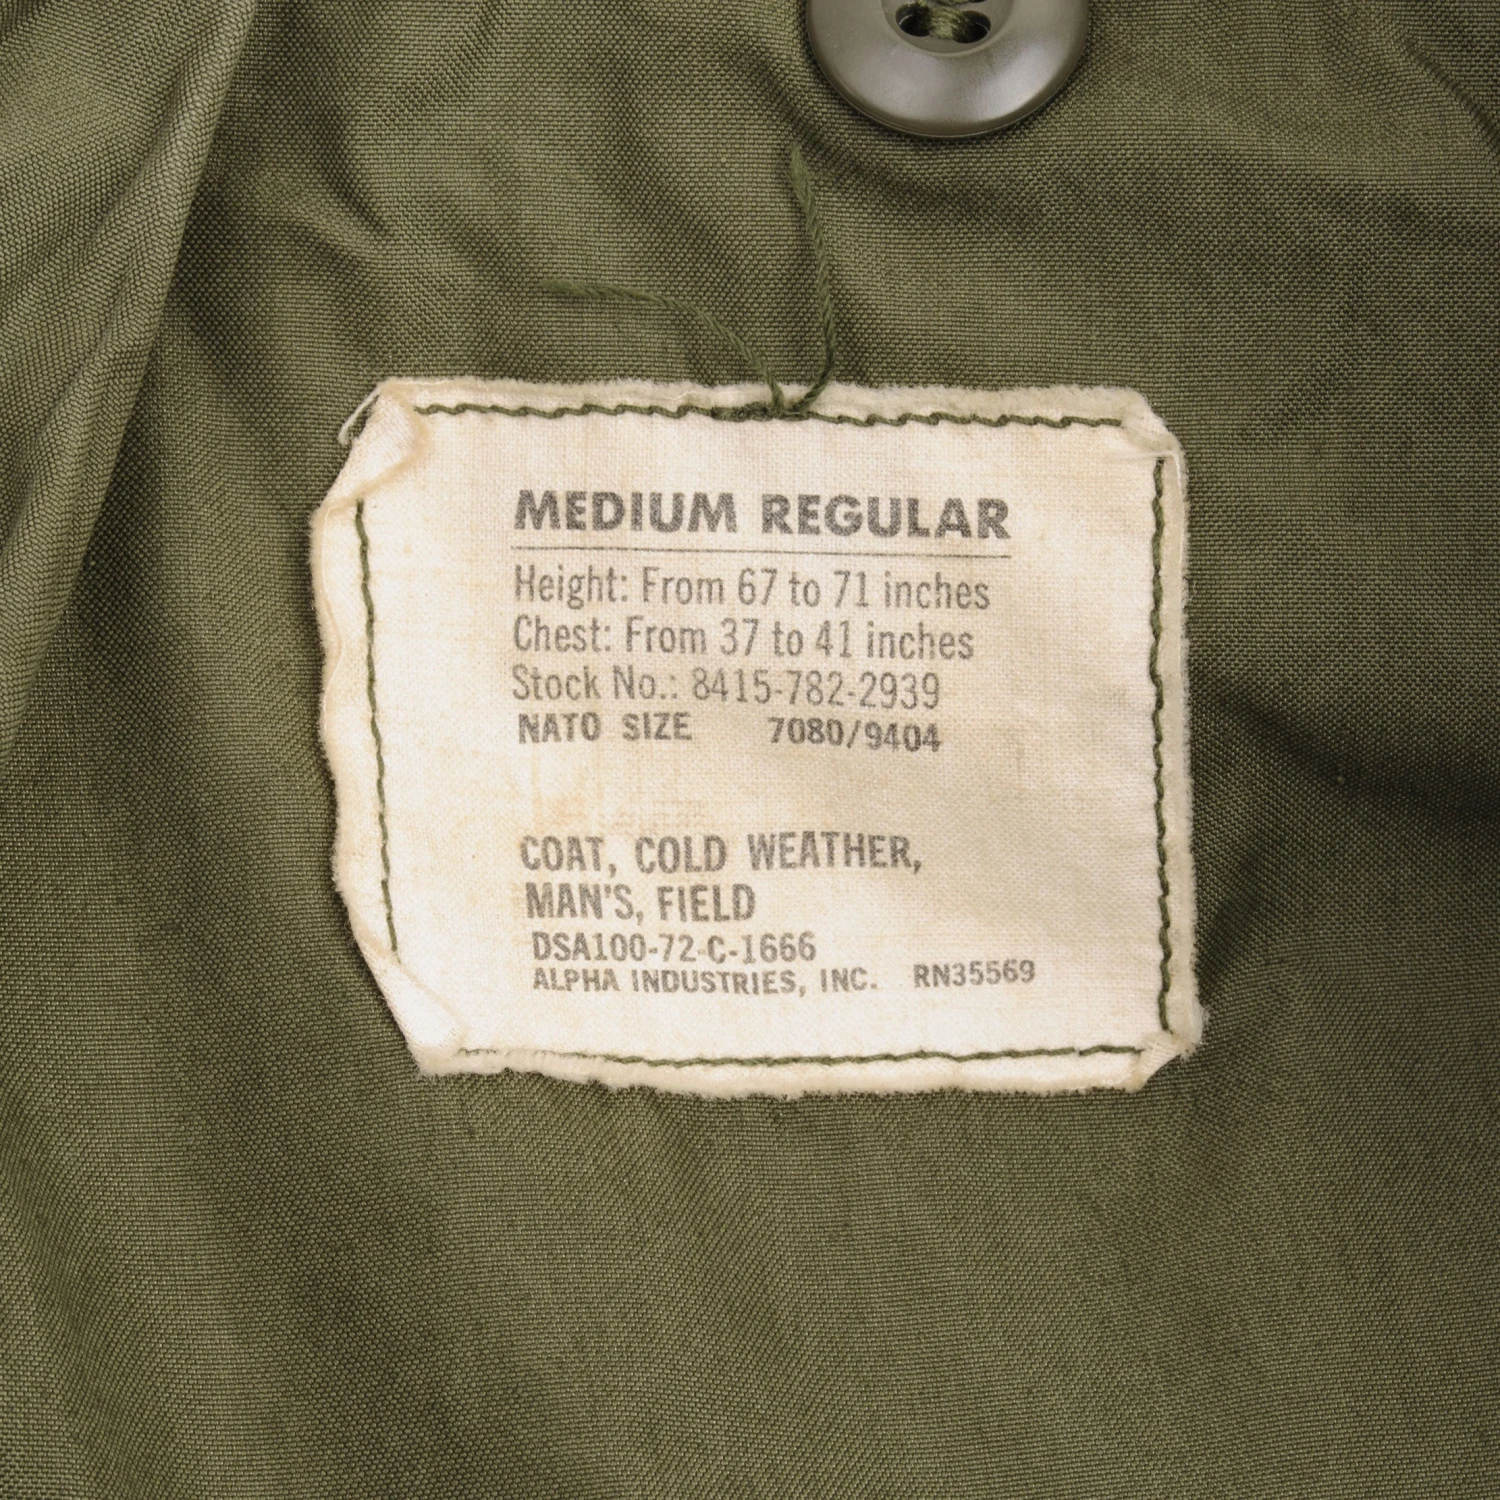 MEDIUM REGULAR
Height: From 67 to 71 inches
Chest: From 37 to 41 inches
Stock No.: 8415-782-2939
NATO SIZE 7080/9404
COAT, COLD WEATHER,
MAN'S, FIELD
DSA100-72-C-1666
ALPHA INDUSTRIES, INC. RN35569